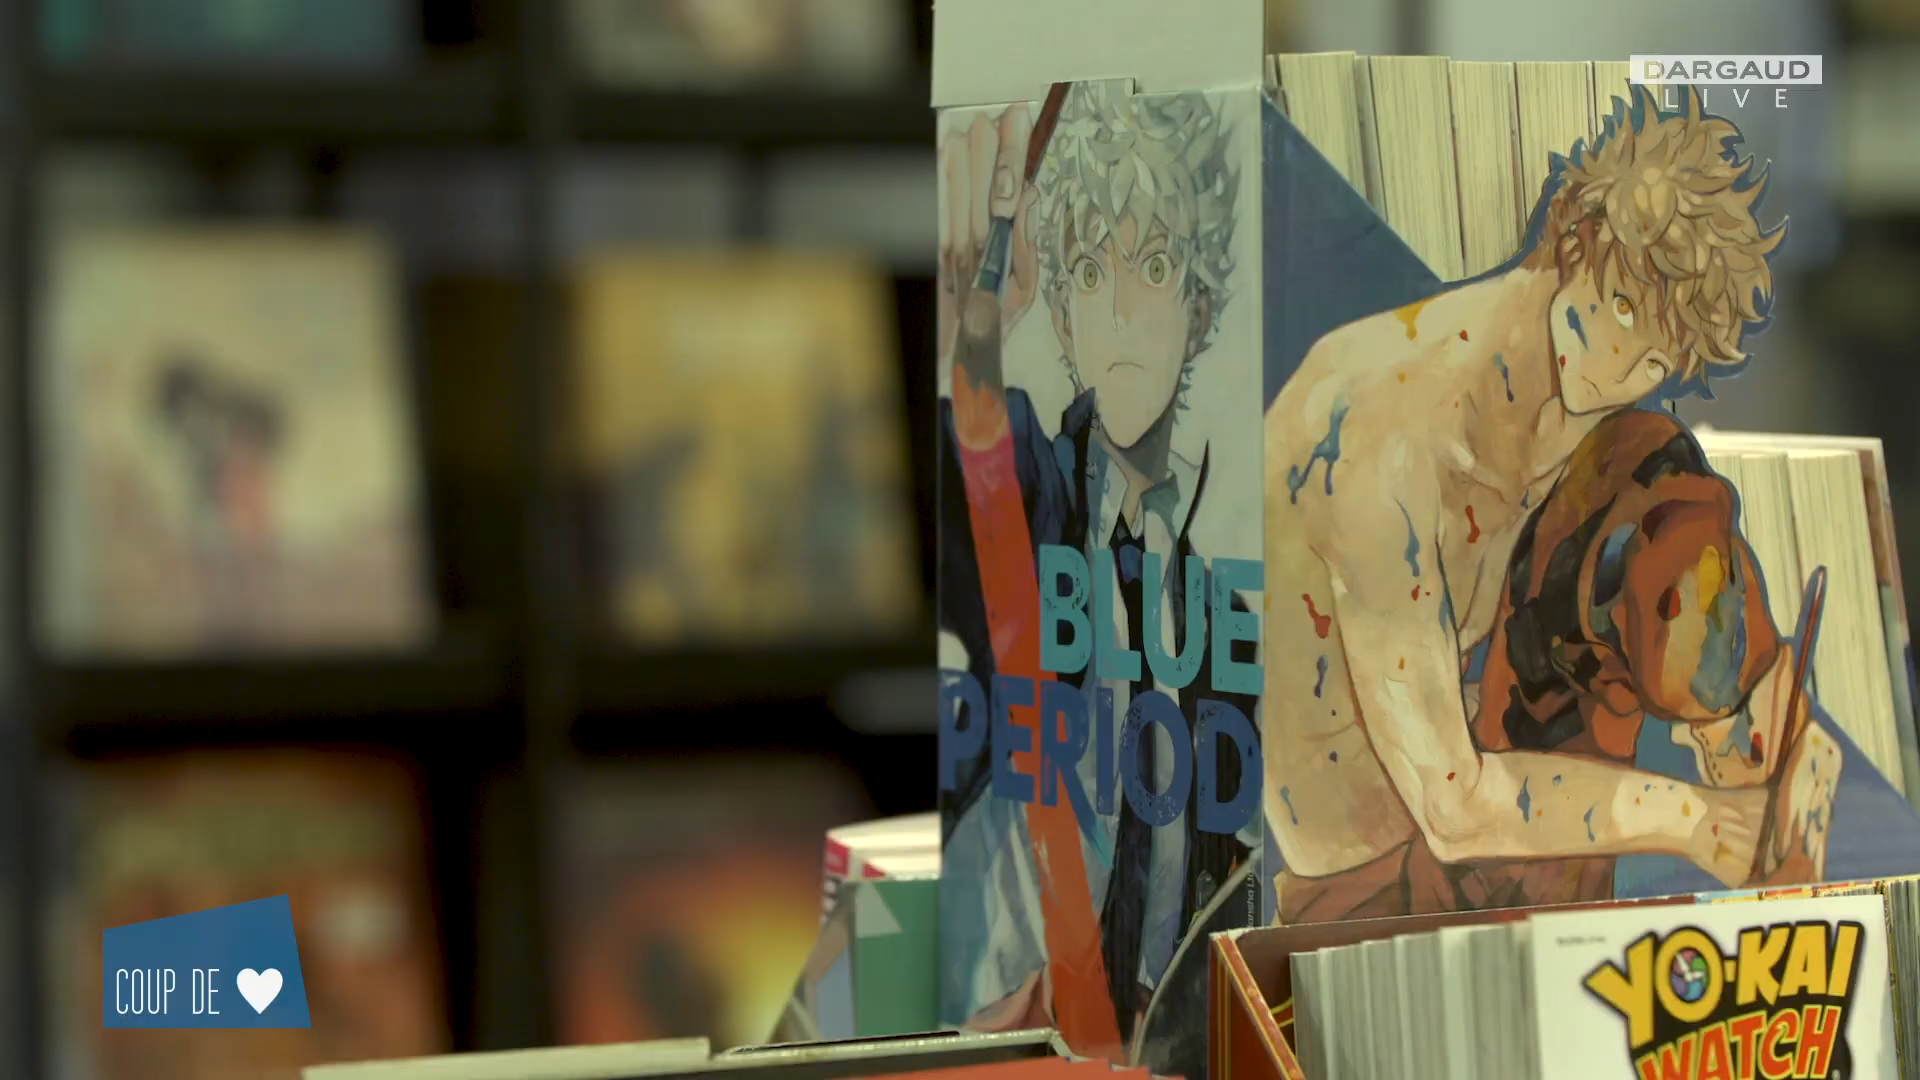 DARGAUD
LIVE
BLUE
PERIOD
COUP DE
YO-KAI
WATCH